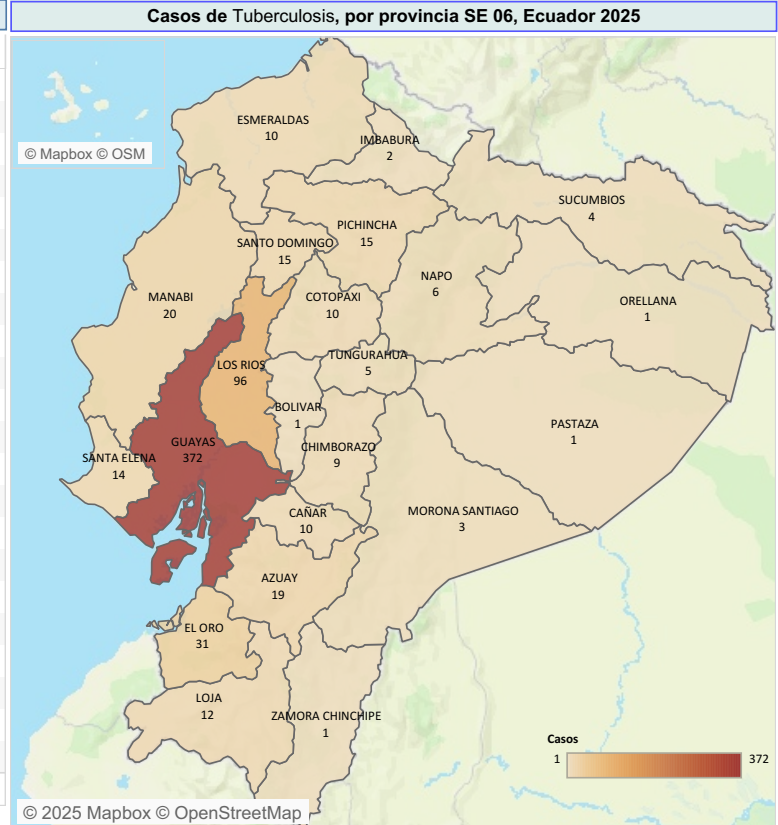 Casos de Tuberculosis, por provincia SE 06, Ecuador 2025
© Mapbox © OSM
ESMERALDAS
10
IMBABURA
2
SUCUMBIOS
4
PICHINCHA
15
SANTO DOMINGO
15
NAPO
6
MANABI
20
COTOPAXI
10
ORELLANA
1
TUNGURAHUA
5
LOS RIOS
96
BOLIVAR
1
PASTAZA
1
GUAYAS
372
CHIMBORAZO
9
SANTA ELENA
14
CAÑAR
10
MORONA SANTIAGO
3
AZUAY
19
EL ORO
31
LOJA
12
ZAMORA CHINCHIPE
1
Casos
1 372
© 2025 Mapbox © OpenStreetMap